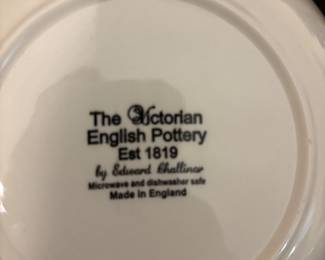 The Victorian
English Pottery
Est 1819
by Edward Challinor
Microwave and dishwasher safe
Made in England